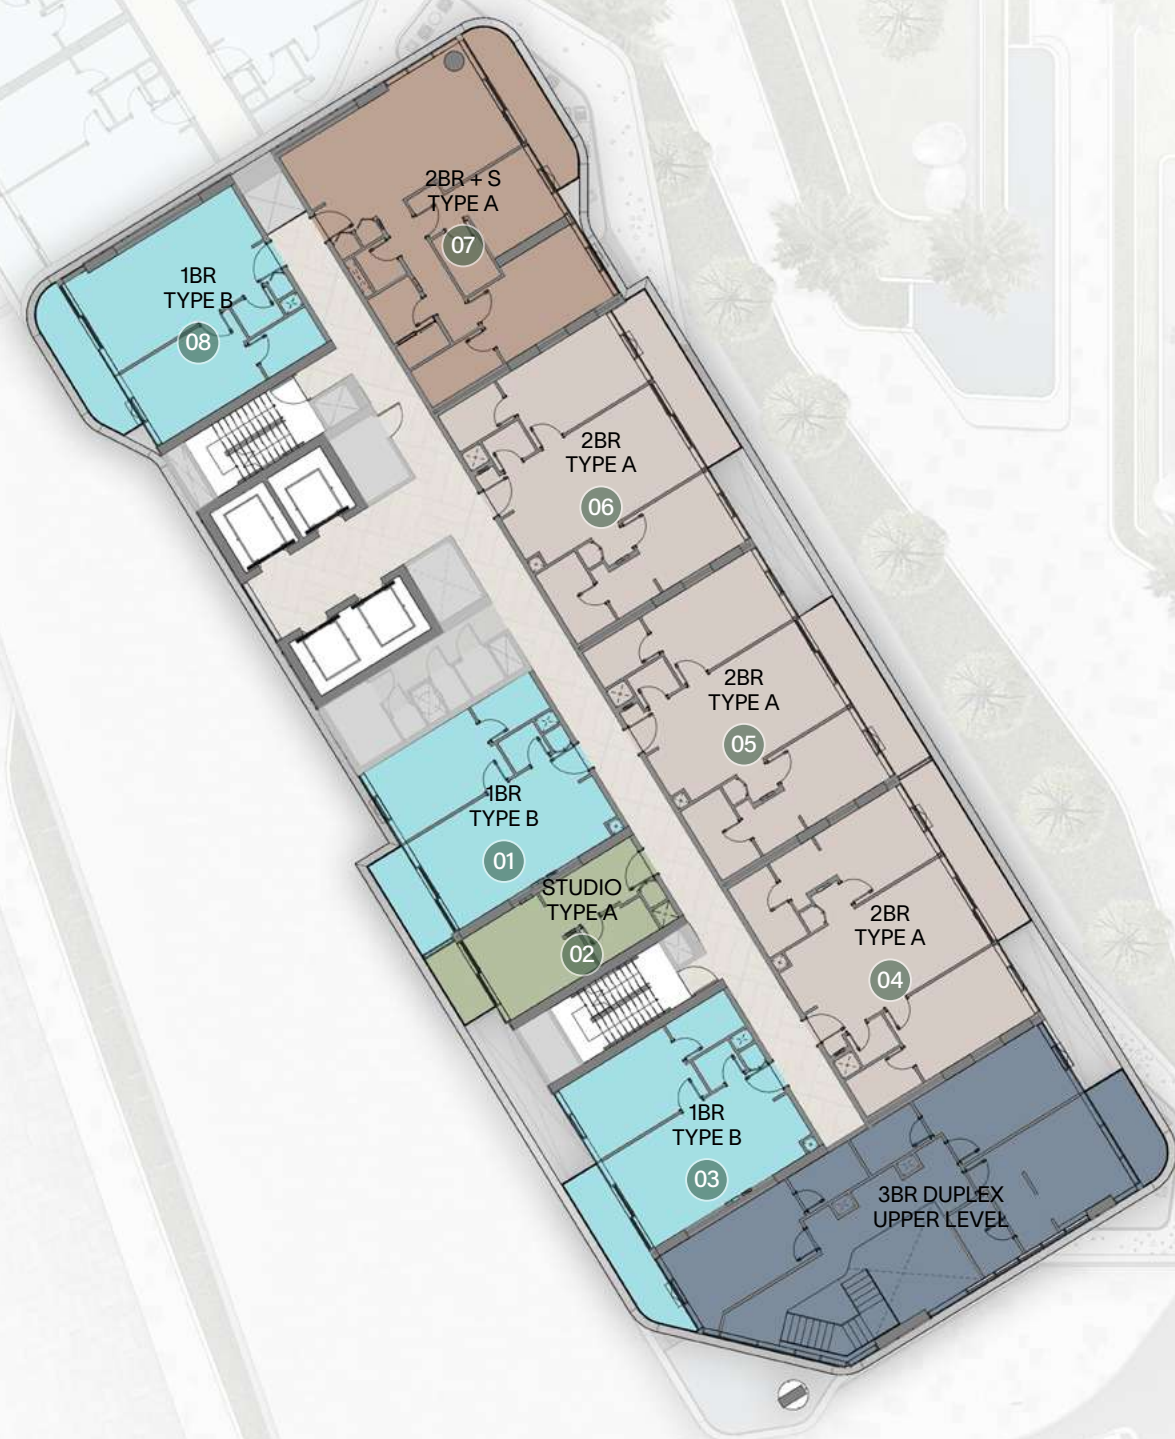 2BR + S
TYPE A
07
1BR
TYPE B
08
2BR
TYPE A
06
2BR
TYPE A
05
1BR
TYPE B
01
STUDIO
TYPE A
02
2BR
TYPE A
04
1BR
TYPE B
03
3BR DUPLEX
UPPER LEVEL